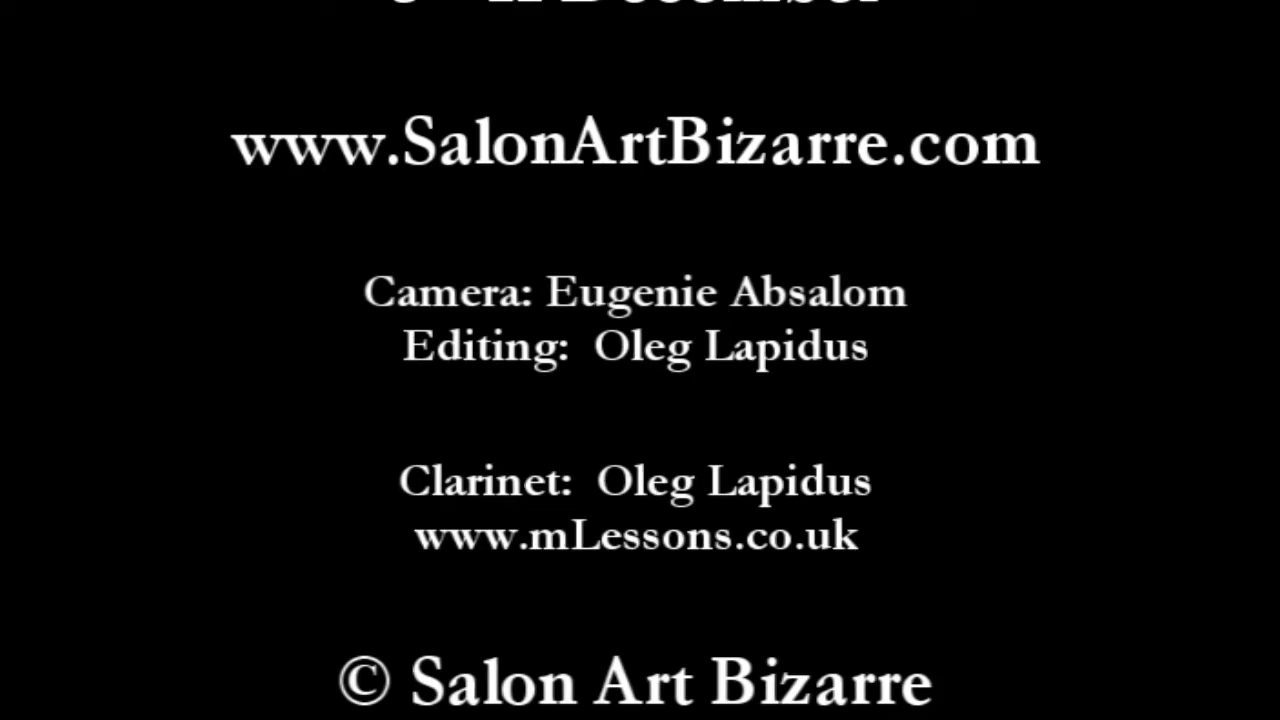 December
www.SalonArtBizarre.com
Camera: Eugenie Absalom
Editing: Oleg Lapidus
Clarinet: Oleg Lapidus
www.mLessons.co.uk
© Salon Art Bizarre